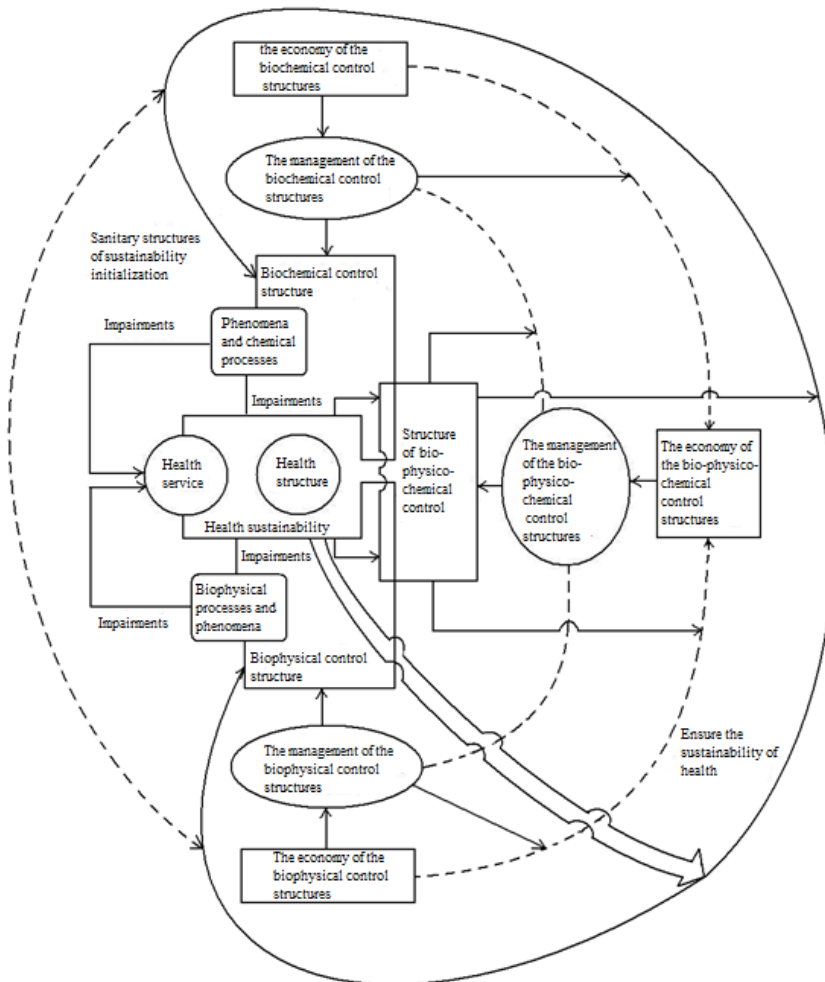 the economy of the
biochemical control
structures
The management of the
biochemical control
structures
Sanitary structures
of sustainability
initialization
Biochemical control
structure
Impairments
Phenomena
and chemical
processes
Impairments
Health
service
Health
structure
Structure
of bio-
physico-
chemical
control
The management
of the bio-
physico-
chemical
control
structures
The economy of
the bio-physico-
chemical control
structures
Health sustainability
Impairments
Biophysical
processes and
phenomena
Impairments
Biophysical control
structure
Ensure the
sustainability of
health
The management of the
biophysical control
structures
The economy of the
biophysical control
structures